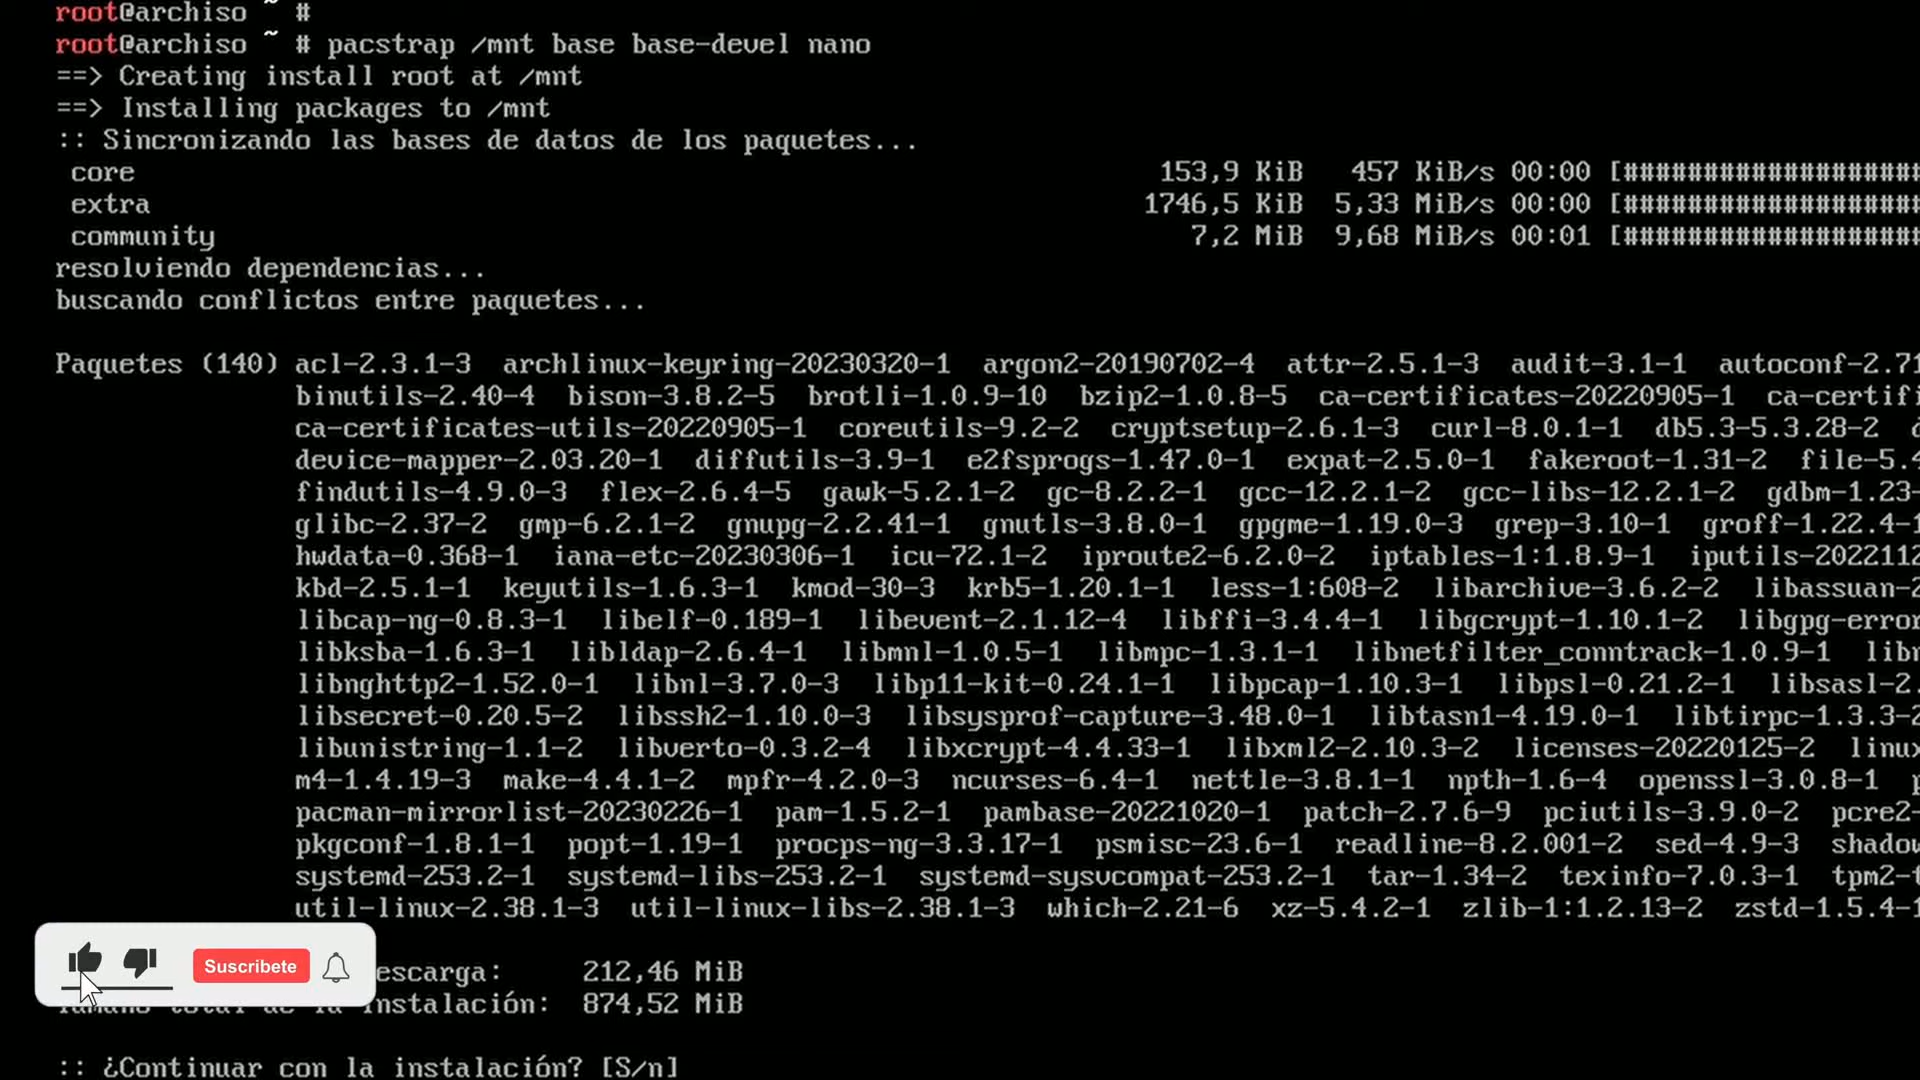 root@archiso ~ #
root@archiso ~ # pacstrap /mnt base base-devel nano
==> Creating install root at /mnt
==> Installing packages to /mnt
:: Sincronizando las bases de datos de los paquetes...
core 153,9 KiB 457 KiB/s 00:00 [###################
extra 1746,5 KiB 5,33 MiB/s 00:00 [###################
community 7,2 MiB 9,68 MiB/s 00:01 [###################
resolviendo dependencias...
buscando conflictos entre paquetes...
Paquetes (140) acl-2.3.1-3 archlinux-keyring-20230320-1 argon2-20190702-4 attr-2.5.1-3 audit-3.1-1 autoconf-2.71
binutils-2.40-4 bison-3.8.2-5 brotli-1.0.9-10 bzip2-1.0.8-5 ca-certificates-20220905-1 ca-certifi
ca-certificates-utils-20220905-1 coreutils-9.2-2 cryptsetup-2.6.1-3 curl-8.0.1-1 db5.3-5.3.28-2
device-mapper-2.03.20-1 diffutils-3.9-1 e2fsprogs-1.47.0-1 expat-2.5.0-1 fakeroot-1.31-2 file-5.4
findutils-4.9.0-3 flex-2.6.4-5 gawk-5.2.1-2 gc-8.2.2-1 gcc-12.2.1-2 gcc-libs-12.2.1-2 gdbm-1.23-
glibc-2.37-2 gmp-6.2.1-2 gnupg-2.2.41-1 gnutls-3.8.0-1 gpgme-1.19.0-3 grep-3.10-1 groff-1.22.4-1
hwdata-0.368-1 iana-etc-20230306-1 icu-72.1-2 iproute2-6.2.0-2 iptables-1:1.8.9-1 iputils-2022112
kbd-2.5.1-1 keyutils-1.6.3-1 kmod-30-3 krb5-1.20.1-1 less-1:608-2 libarchive-3.6.2-2 libassuan-2
libcap-ng-0.8.3-1 libelf-0.189-1 libevent-2.1.12-4 libffi-3.4.4-1 libgcrypt-1.10.1-2 libgpg-error
libksba-1.6.3-1 libldap-2.6.4-1 libmnl-1.0.5-1 libmpc-1.3.1-1 libnetfilter_conntrack-1.0.9-1
libnghttp2-1.52.0-1 libnl-3.7.0-3 libp11-kit-0.24.1-1 libpcap-1.10.3-1 libpsl-0.21.2-1 libsasl-2.
libsecret-0.20.5-2 libssh2-1.10.0-3 libsysprof-capture-3.48.0-1 libtasn1-4.19.0-1 libtirpc-1.3.3-2
libunistring-1.1-2 libverto-0.3.2-4 libxcrypt-4.4.33-1 libxml2-2.10.3-2 licenses-20220125-2 linux
m4-1.4.19-3 make-4.4.1-2 mpfr-4.2.0-3 ncurses-6.4-1 nettle-3.8.1-1 npth-1.6-4 openssl-3.0.8-1
pacman-mirrorlist-20230226-1 pam-1.5.2-1 pambase-20221020-1 patch-2.7.6-9 pciutils-3.9.0-2 pcre2-
pkgconf-1.8.1-1 popt-1.19-1 procps-ng-3.3.17-1 psmisc-23.6-1 readline-8.2.001-2 sed-4.9-3 shadow
systemd-253.2-1 systemd-libs-253.2-1 systemd-sysvcompat-253.2-1 tar-1.34-2 texinfo-7.0.3-1 tpm2-t
util-linux-2.38.1-3 util-linux-libs-2.38.1-3 which-2.21-6 xz-5.4.2-1 zlib-1:1.2.13-2 zstd-1.5.4-1
Suscribete
escarga: 212,46 MiB
instalación: 874,52 MiB
:: ¿Continuar con la instalación? [S/n]